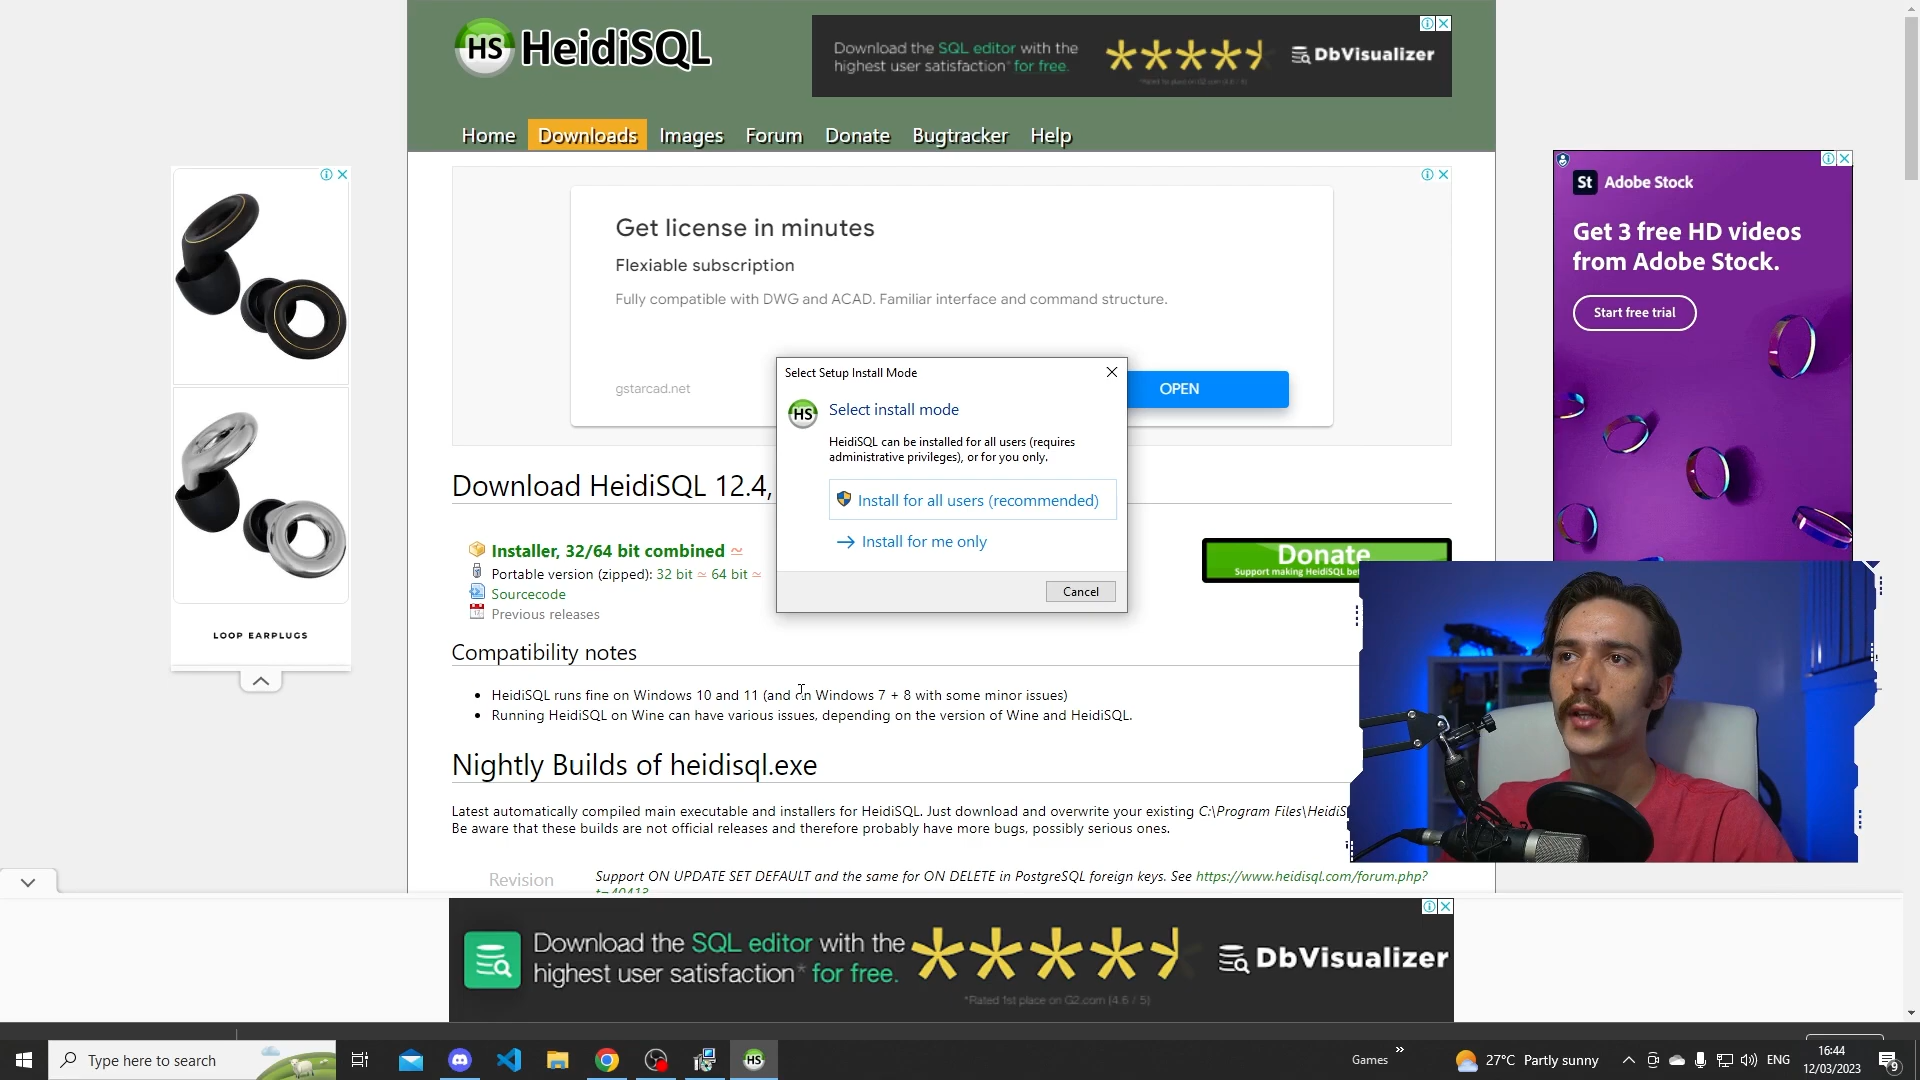 HS HeidiSQL
Download the SQL editor with the
highest user satisfaction* for free.
DbVisualizer
Home Downloads Images Forum Donate Bugtracker Help
Get license in minutes
Flexiable subscription
Fully compatible with DWG and ACAD. Familiar interface and command structure.
gstarcad.net
OPEN
LOOP EARPLUGS
St Adobe Stock
Get 3 free HD videos
from Adobe Stock.
Start free trial
Select Setup Install Mode
HS
Select install mode
HeidiSQL can be installed for all users (requires
administrative privileges), or for you only.
Install for all users (recommended)
Install for me only
Cancel
Download HeidiSQL 12.4,
Installer, 32/64 bit combined
Portable version (zipped): 32 bit 64 bit
Sourcecode
Previous releases
Donate
Support making HeidiSQL
Compatibility notes
HeidiSQL runs fine on Windows 10 and 11 (and on Windows 7 + 8 with some minor issues)
Running HeidiSQL on Wine can have various issues, depending on the version of Wine and HeidiSQL.
Nightly Builds of heidisql.exe
Latest automatically compiled main executable and installers for HeidiSQL. Just download and overwrite your existing C:\Program Files\HeidiS
Be aware that these builds are not official releases and therefore probably have more bugs, possibly serious ones.
Revision
Support ON UPDATE SET DEFAULT and the same for ON DELETE in PostgreSQL foreign keys. See https://www.heidisql.com/forum.php?
Download the SQL editor with the
highest user satisfaction* for free.
*Rated 1st place on G2.com (4.6 / 5)
DbVisualizer
Type here to search
HS
Games
27°C Partly sunny
ENG
16:44
12/03/2023
9